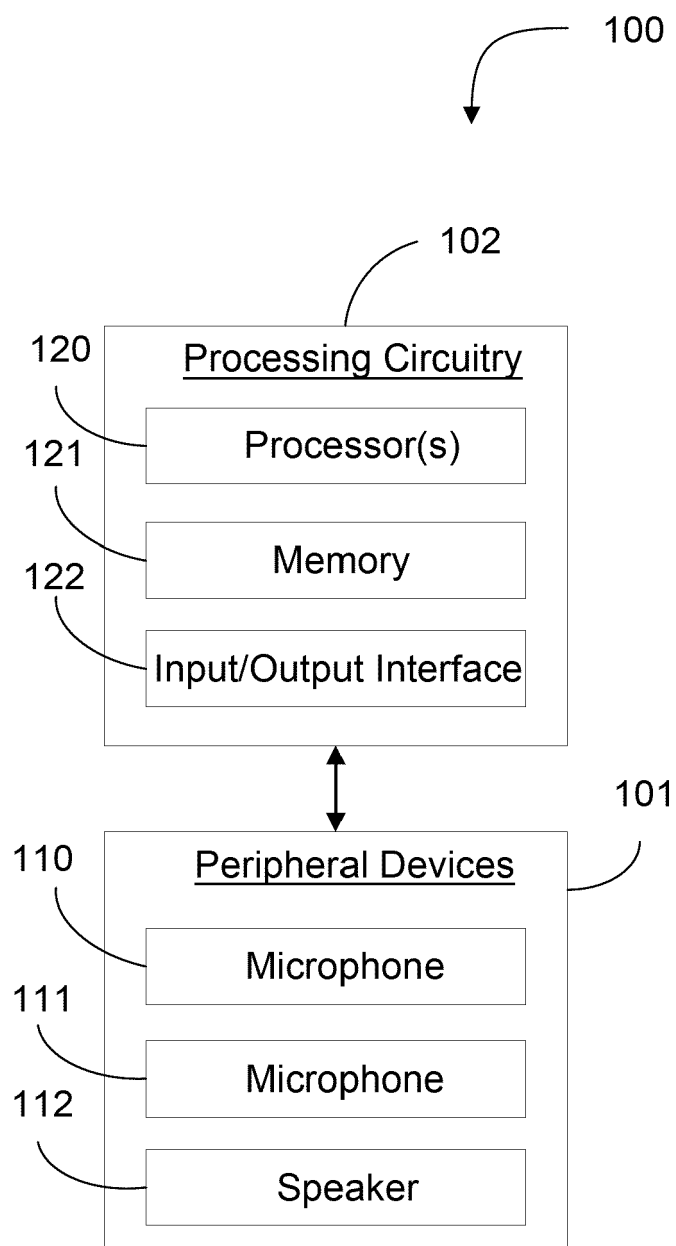 100
102
120
Processing Circuitry
Processor(s)
121
Memory
122
Input/Output Interface
101
110
Peripheral Devices
Microphone
111
Microphone
112
Speaker